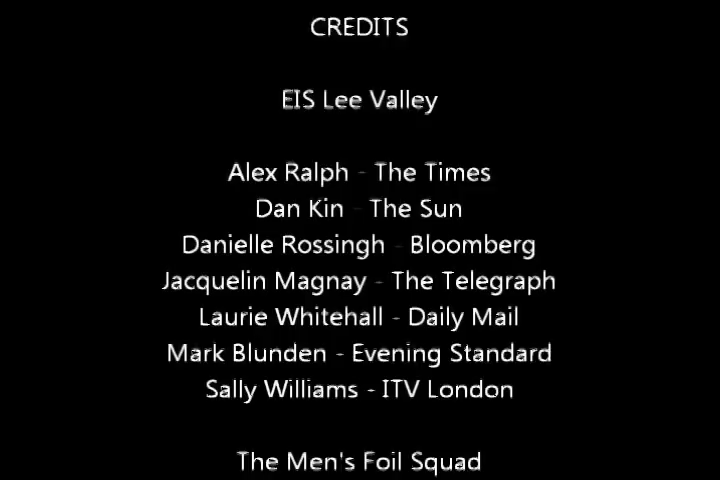 CREDITS
EIS Lee Valley
Alex Ralph - The Times
Dan Kin - The Sun
Danielle Rossingh - Bloomberg
Jacquelin Magnay - The Telegraph
Laurie Whitehall - Daily Mail
Mark Blunden - Evening Standard
Sally Williams - ITV London
The Men's Foil Squad